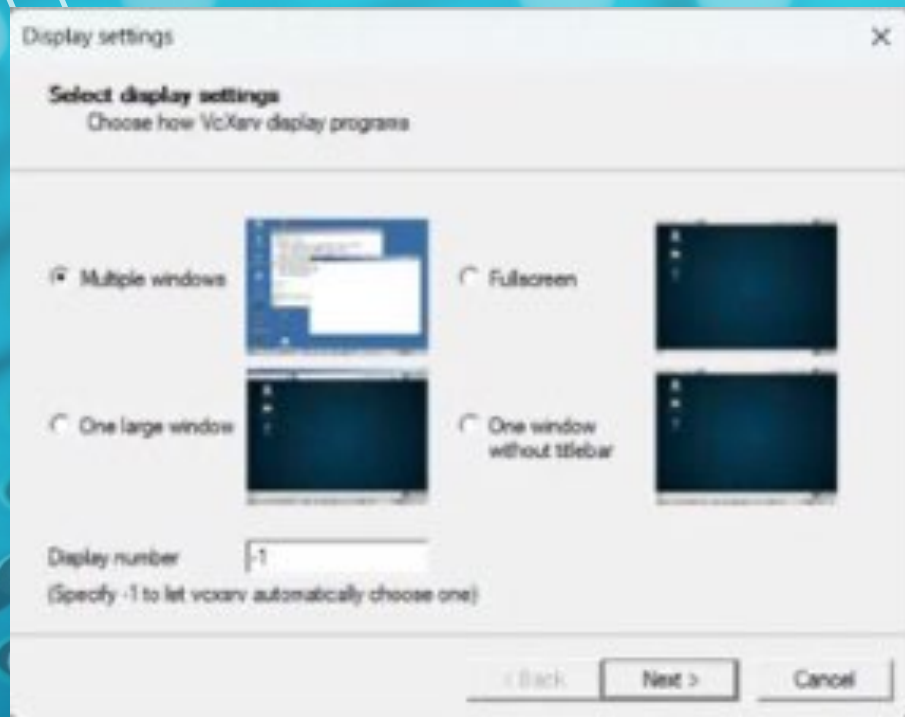 Display settings
Select display settings
Choose how VcXsrv display programs
Multiple windows
Fullscreen
One large window
One window
without titlebar
Display number
-1
(Specify -1 to let vcxsrv automatically choose one)
< Back
Next >
Cancel